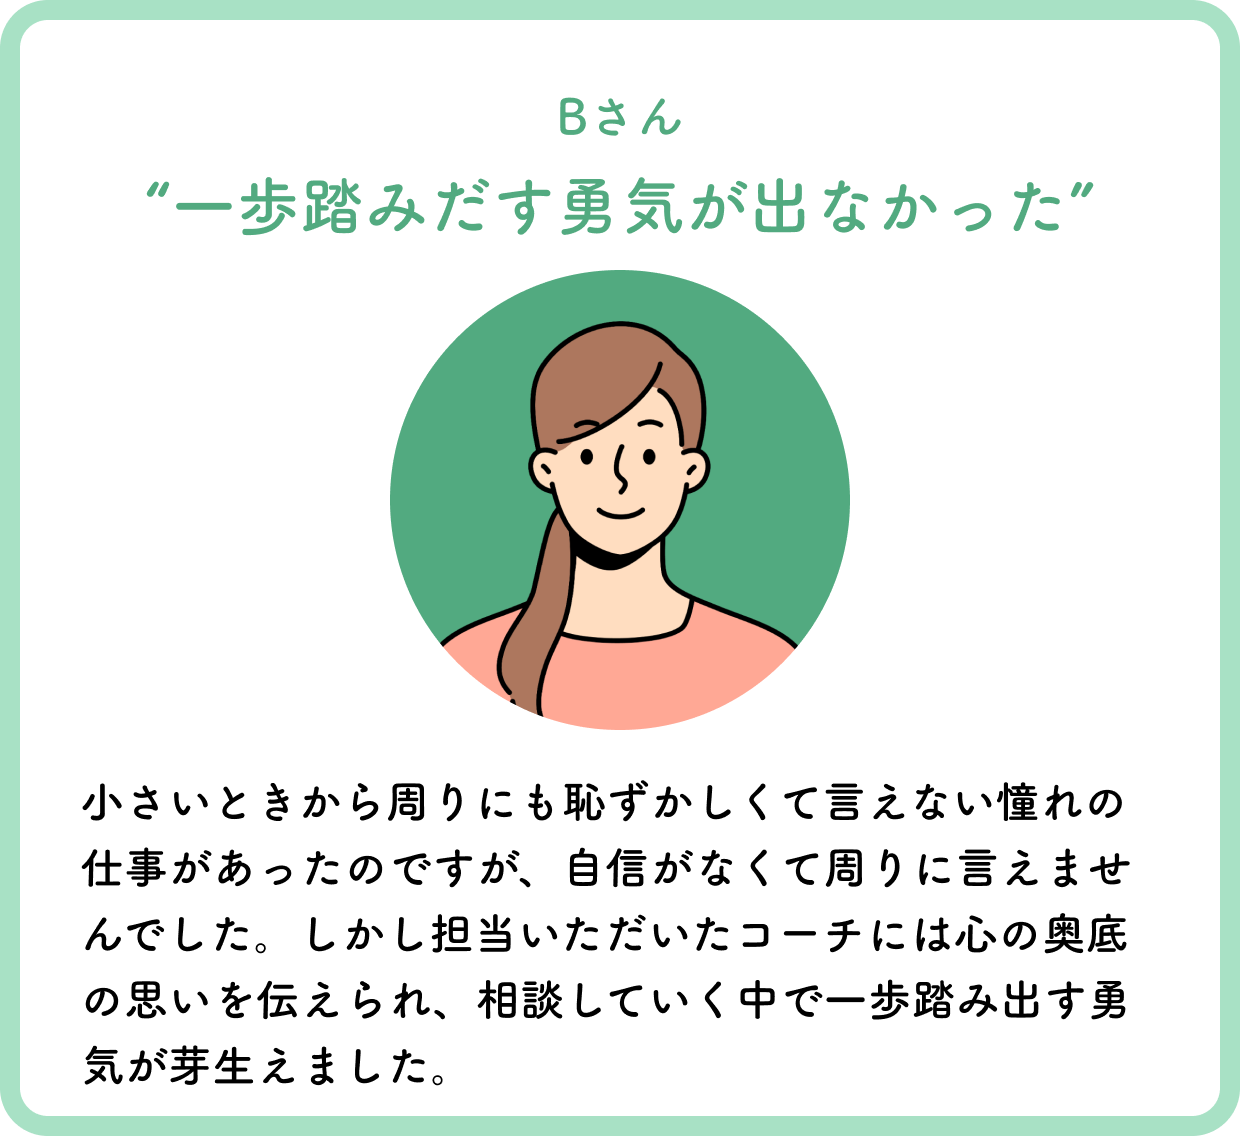 Bさん
“一歩踏みだす勇気が出なかった”
小さいときから周りにも恥ずかしくて言えない憧れの
仕事があったのですが、自信がなくて周りに言えませ
んでした。しかし担当いただいたコーチには心の奥底
の思いを伝えられ、相談していく中で一歩踏み出す勇
気が芽生えました。